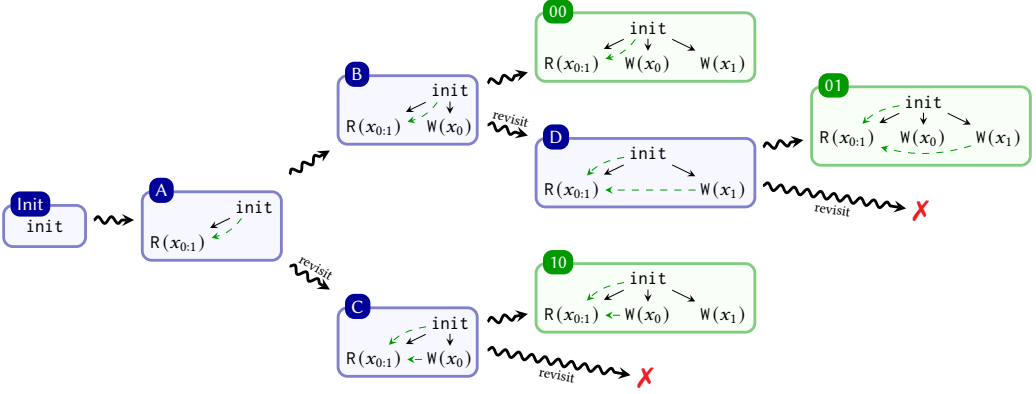 Init
init
A
init
R(x₀:₁)
B
init
R(x₀:₁) W(x₀)
revisit
C
init
R(x₀:₁) W(x₀)
00
init
R(x₀:₁) W(x₀) W(x₁)
revisit
D
init
R(x₀:₁) W(x₁)
01
init
R(x₀:₁) W(x₀) W(x₁)
revisit
✗
10
init
R(x₀:₁) W(x₀) W(x₁)
revisit
✗